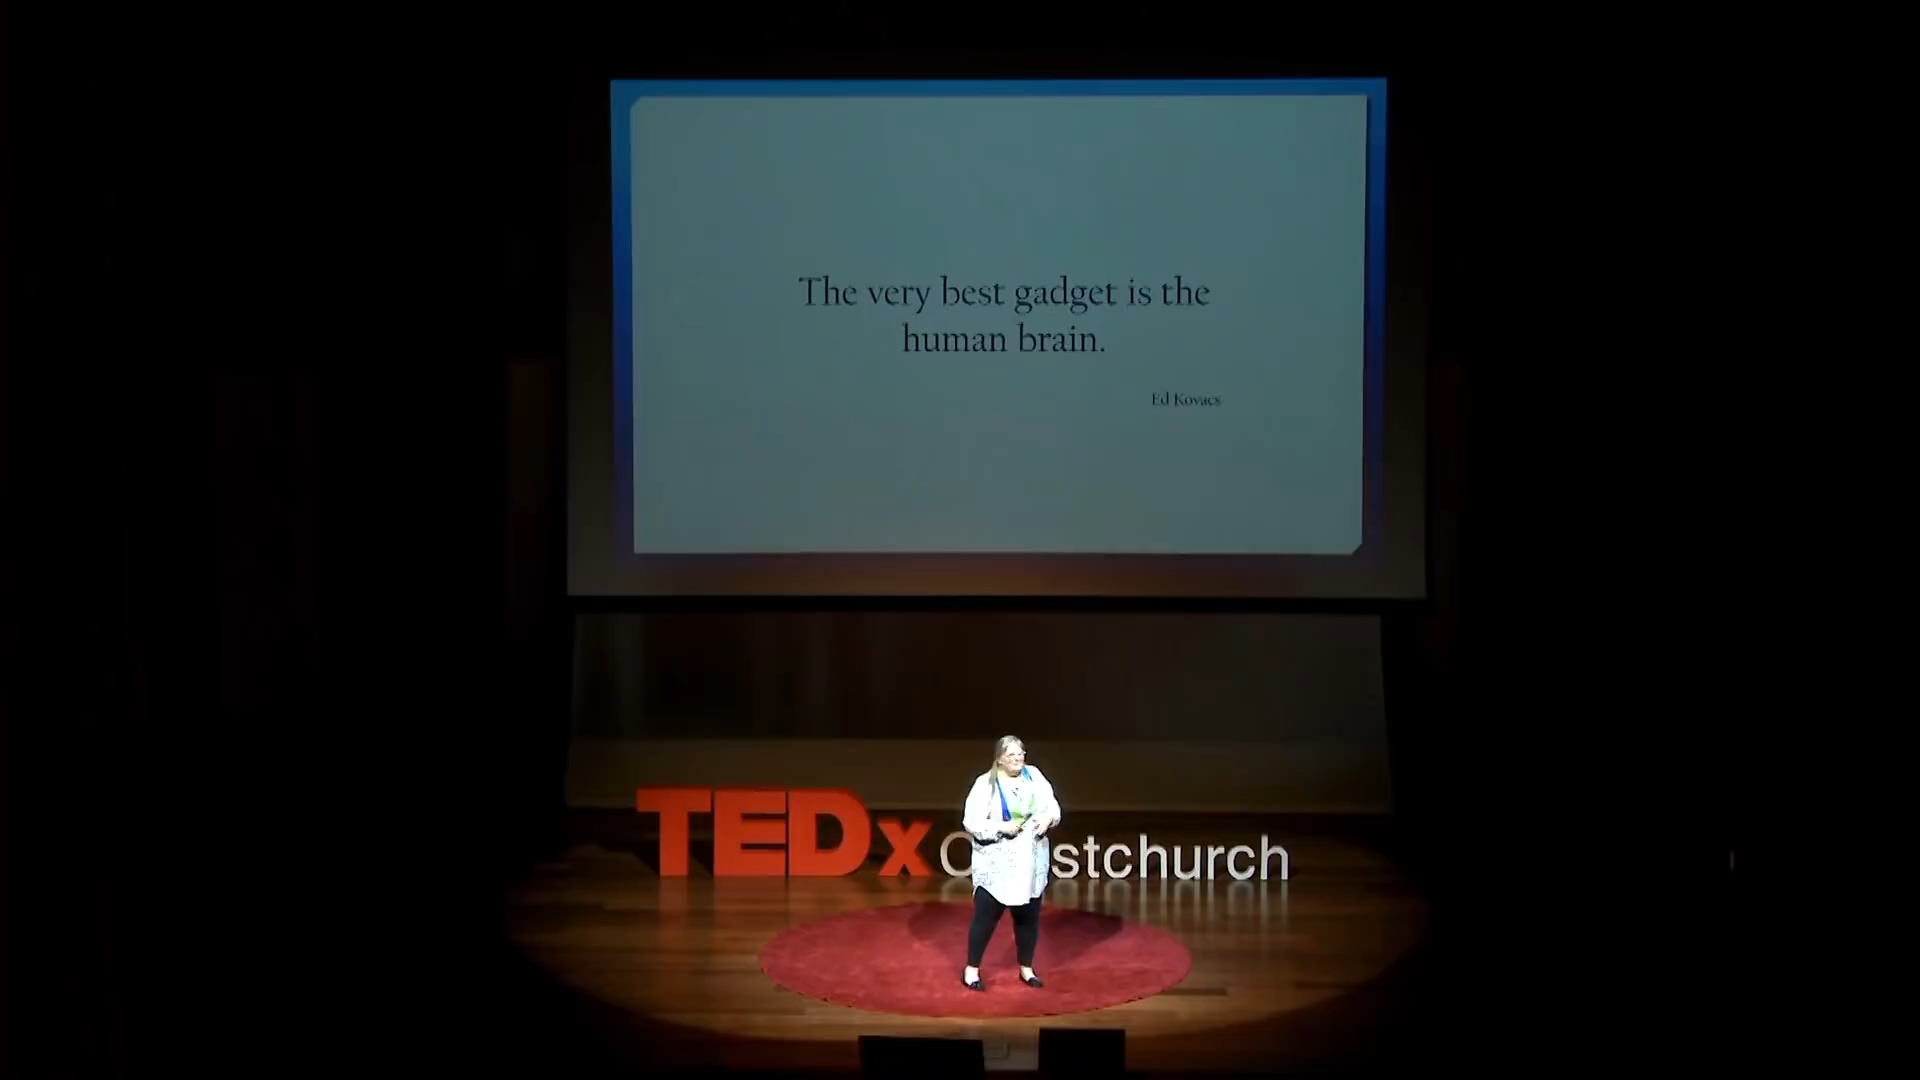 The very best gadget is the
human brain.
Ed Kovacs
TEDx C stchurch